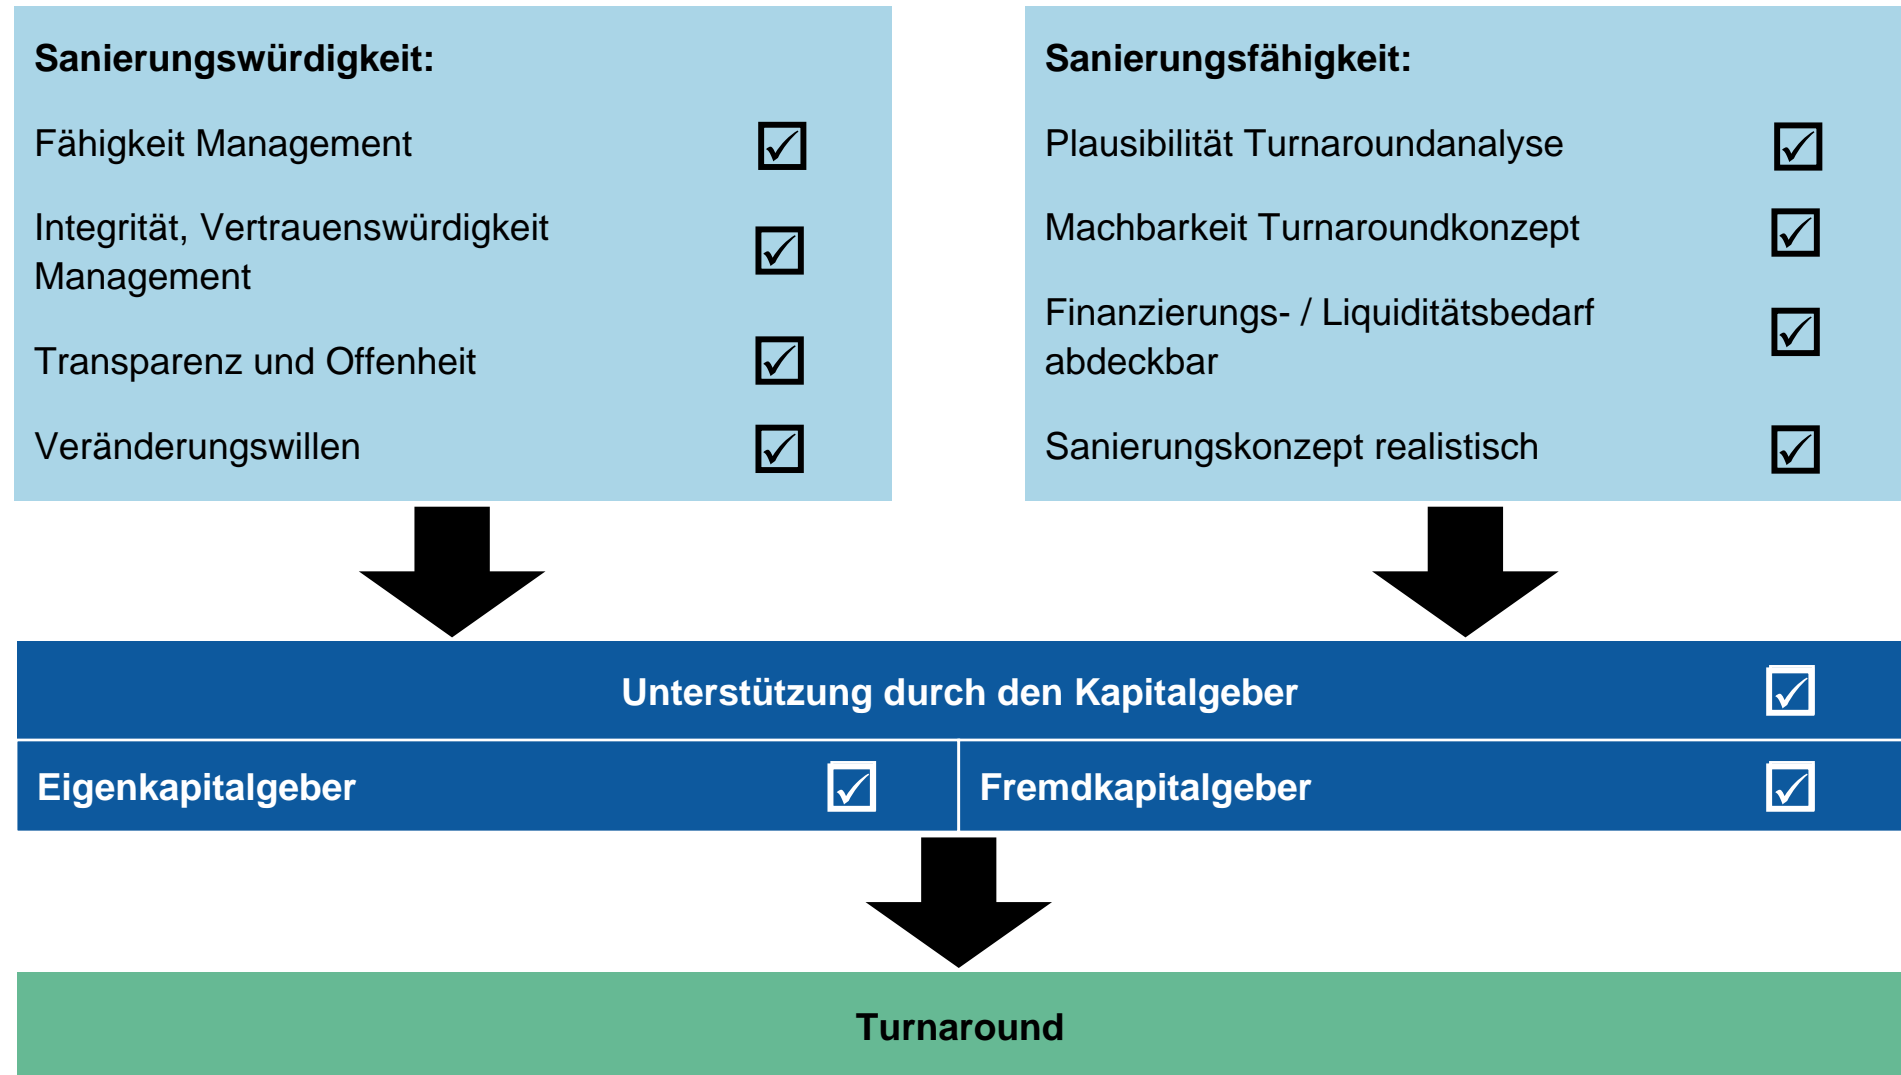 Sanierungswürdigkeit:
Fähigkeit Management
Integrität, Vertrauenswürdigkeit
Management
Transparenz und Offenheit
Veränderungswillen
Sanierungsfähigkeit:
Plausibilität Turnaroundanalyse
Machbarkeit Turnaroundkonzept
Finanzierungs- / Liquiditätsbedarf
abdeckbar
Sanierungskonzept realistisch
Unterstützung durch den Kapitalgeber
Eigenkapitalgeber
Fremdkapitalgeber
Turnaround